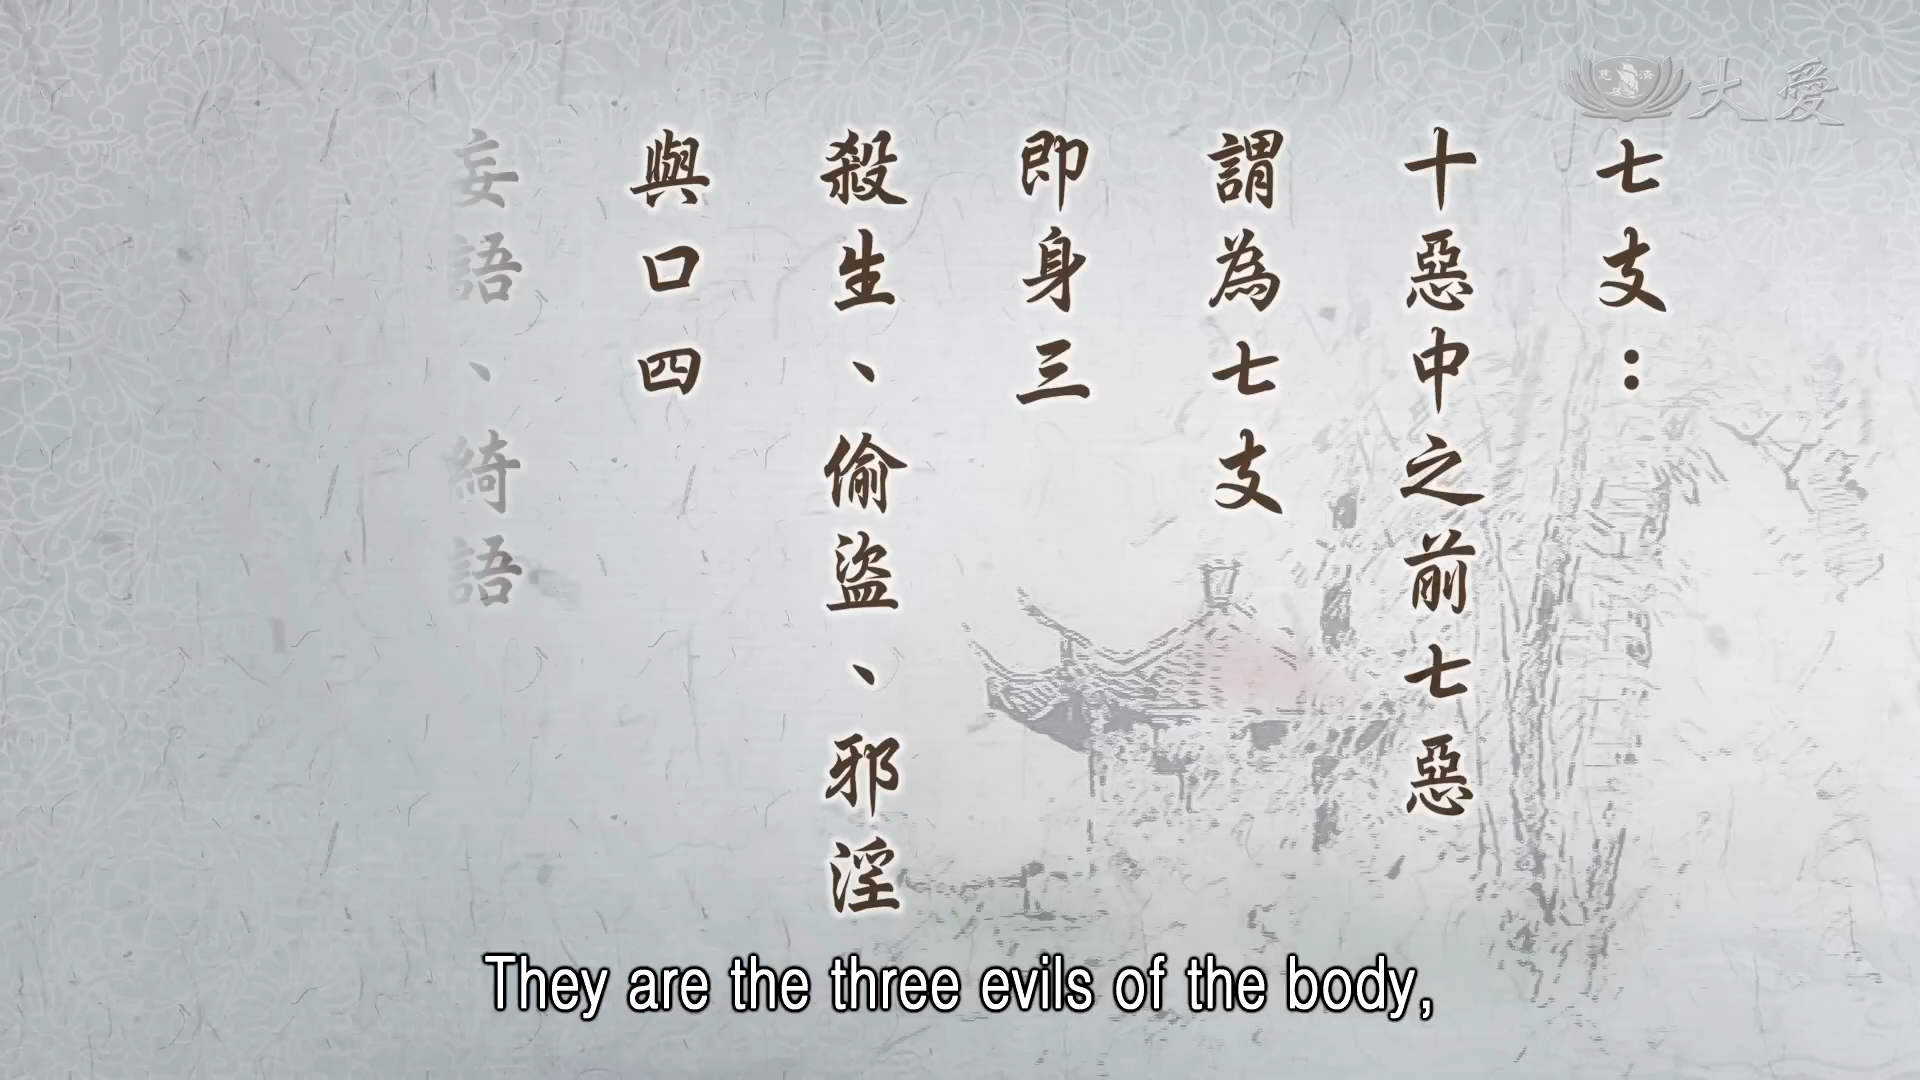 大愛
七支：
十惡中之前七惡
謂為七支
即身三
殺生、偷盜、邪淫
與口四
妄語、綺語
They are the three evils of the body,